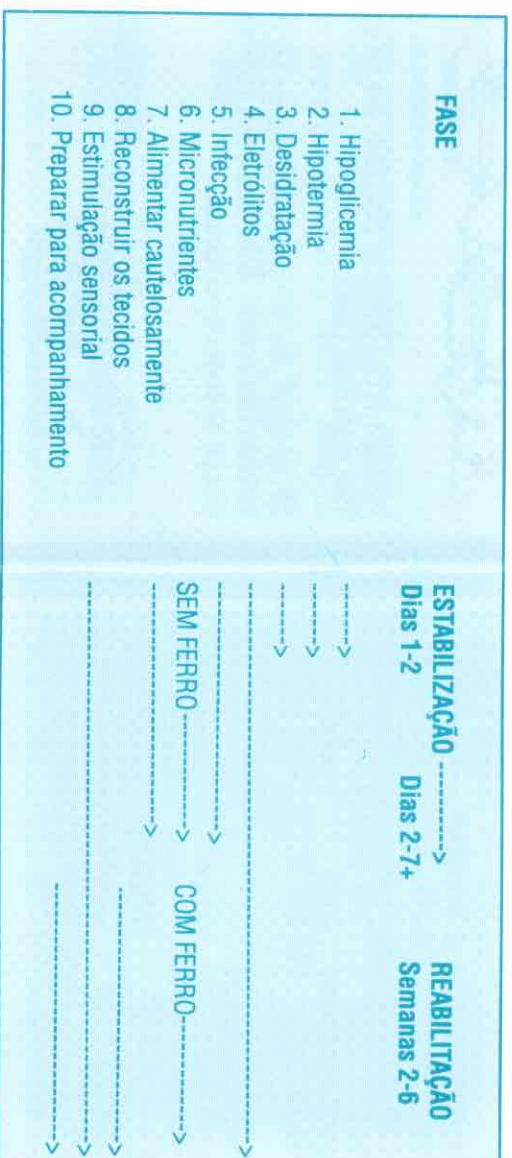 FASE ESTABILIZAÇÃO ----------> REABILITAÇÃO
Dias 1-2 Dias 2-7+ Semanas 2-6
1. Hipoglicemia ------>
2. Hipotermia ------>
3. Desidratação ------>
4. Eletrólitos ------------------------------------------------>
5. Infecção ---------------------->
6. Micronutrientes SEM FERRO----------> COM FERRO---------->
7. Alimentar cautelosamente ---------------------->
8. Reconstruir os tecidos ---------------------->
9. Estimulação sensorial ------------------------------------------------>
10. Preparar para acompanhamento ---------------------->